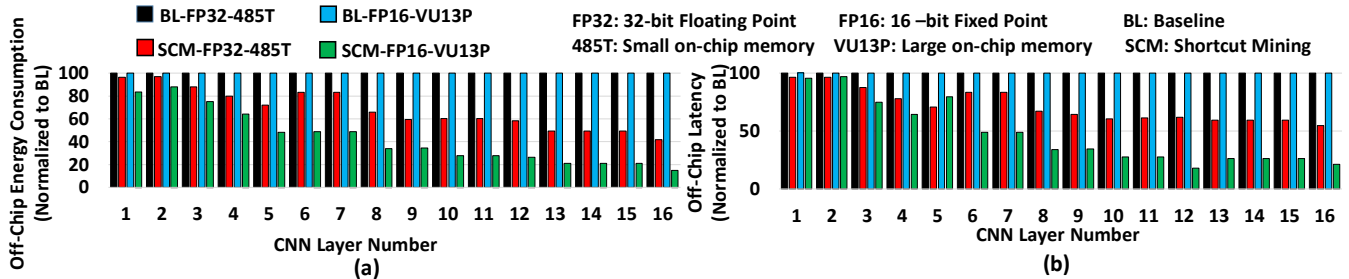 BL-FP32-485T BL-FP16-VU13P FP32: 32-bit Floating Point FP16: 16 –bit Fixed Point BL: Baseline
SCM-FP32-485T SCM-FP16-VU13P 485T: Small on-chip memory VU13P: Large on-chip memory SCM: Shortcut Mining
Off-Chip Energy Consumption
(Normalized to BL)
100
80
60
40
20
0
1 2 3 4 5 6 7 8 9 10 11 12 13 14 15 16
CNN Layer Number
(a)
Off-Chip Latency
(Normalized to BL)
100
50
0
1 2 3 4 5 6 7 8 9 10 11 12 13 14 15 16
CNN Layer Number
(b)